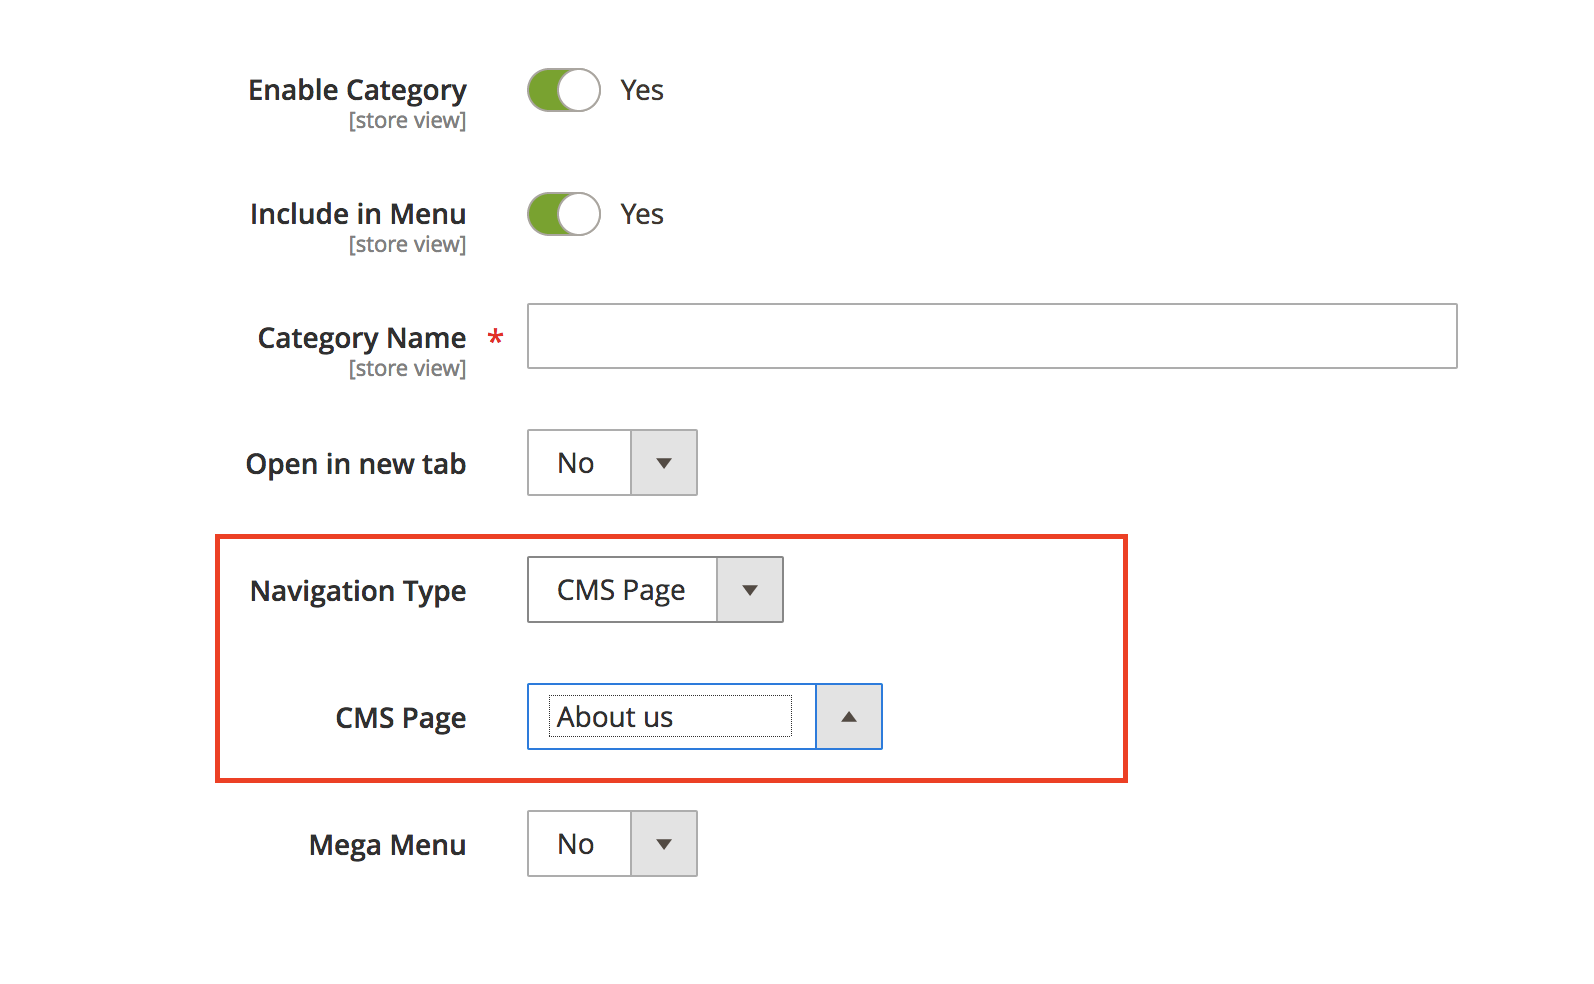 Enable Category Yes
[store view]
Include in Menu Yes
[store view]
Category Name *
[store view]
Open in new tab No
Navigation Type CMS Page
CMS Page About us
Mega Menu No